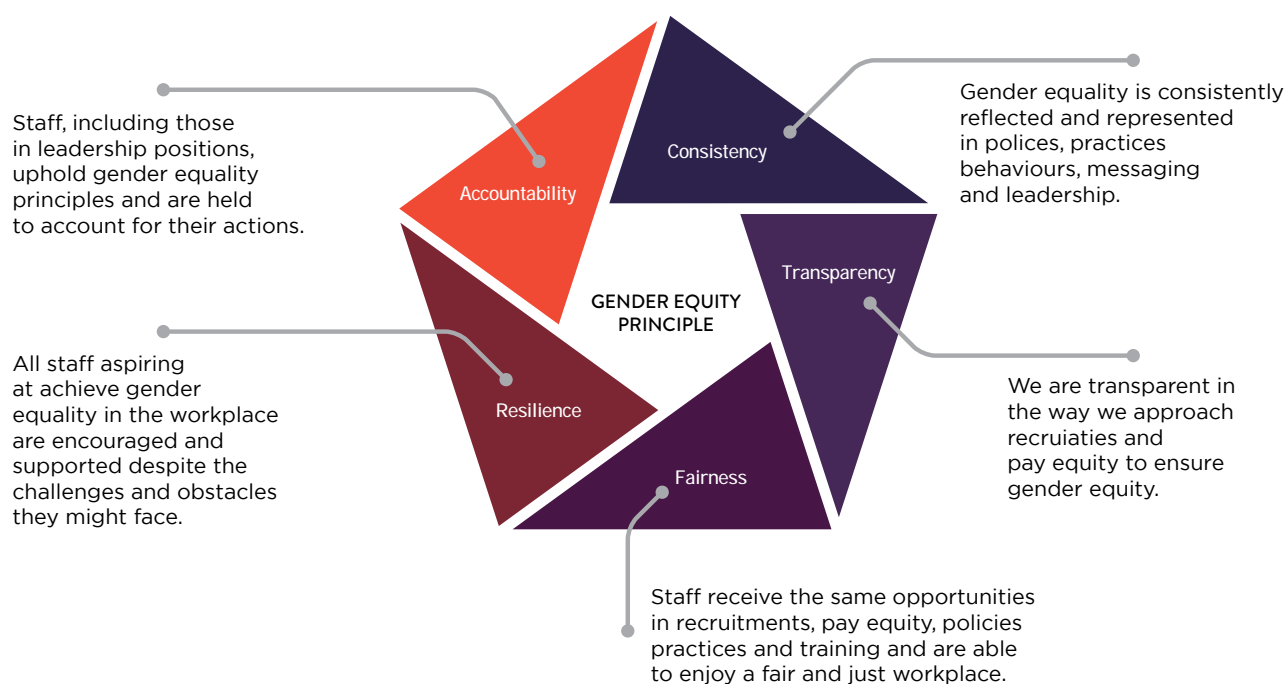 Gender equality is consistently
reflected and represented
in polices, practices
behaviours, messaging
and leadership.
Staff, including those
in leadership positions,
uphold gender equality
principles and are held
to account for their actions.
Consistency
Accountability
Transparency
GENDER EQUITY
PRINCIPLE
All staff aspiring
at achieve gender
equality in the workplace
are encouraged and
supported despite the
challenges and obstacles
they might face.
Resilience
We are transparent in
the way we approach
recruiaties and
pay equity to ensure
gender equity.
Fairness
Staff receive the same opportunities
in recruitments, pay equity, policies
practices and training and are able
to enjoy a fair and just workplace.